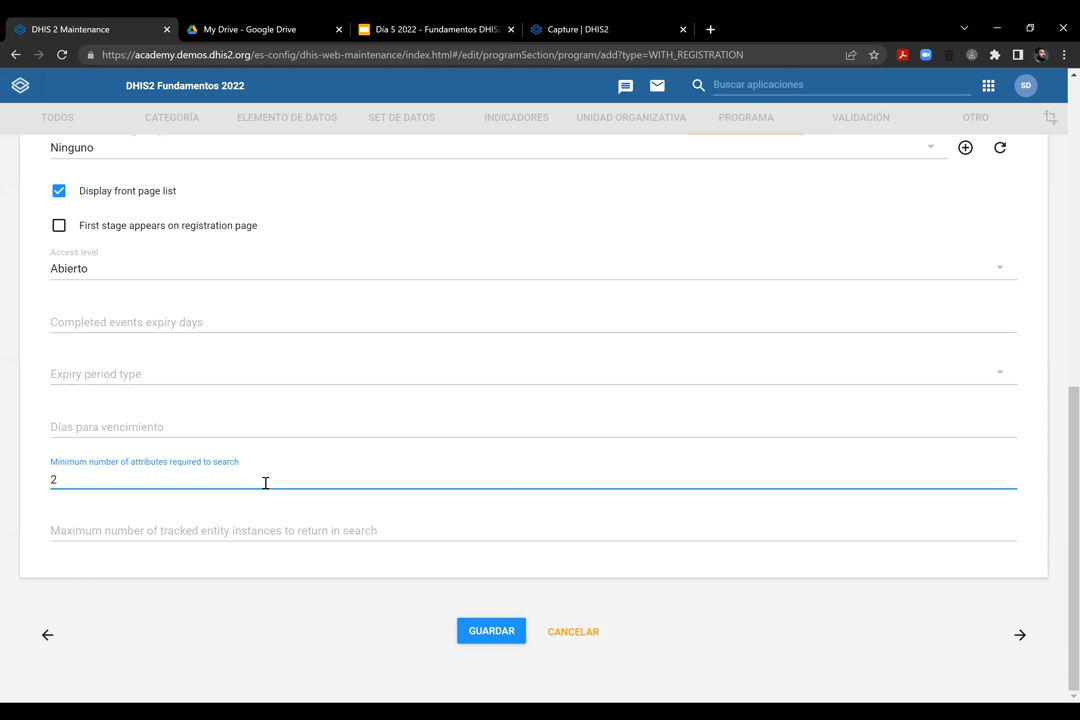 DHIS 2 Maintenance
My Drive - Google Drive
Día 5 2022 - Fundamentos DHIS2
Capture | DHIS2
https://academy.demos.dhis2.org/es-config/dhis-web-maintenance/index.html#/edit/programSection/program/add?type=WITH_REGISTRATION
DHIS2 Fundamentos 2022
Buscar aplicaciones
SD
TODOS
CATEGORÍA
ELEMENTO DE DATOS
SET DE DATOS
INDICADORES
UNIDAD ORGANIZATIVA
PROGRAMA
VALIDACIÓN
OTRO
Ninguno
Display front page list
First stage appears on registration page
Access level
Abierto
Completed events expiry days
Expiry period type
Días para vencimiento
Minimum number of attributes required to search
2
Maximum number of tracked entity instances to return in search
GUARDAR
CANCELAR